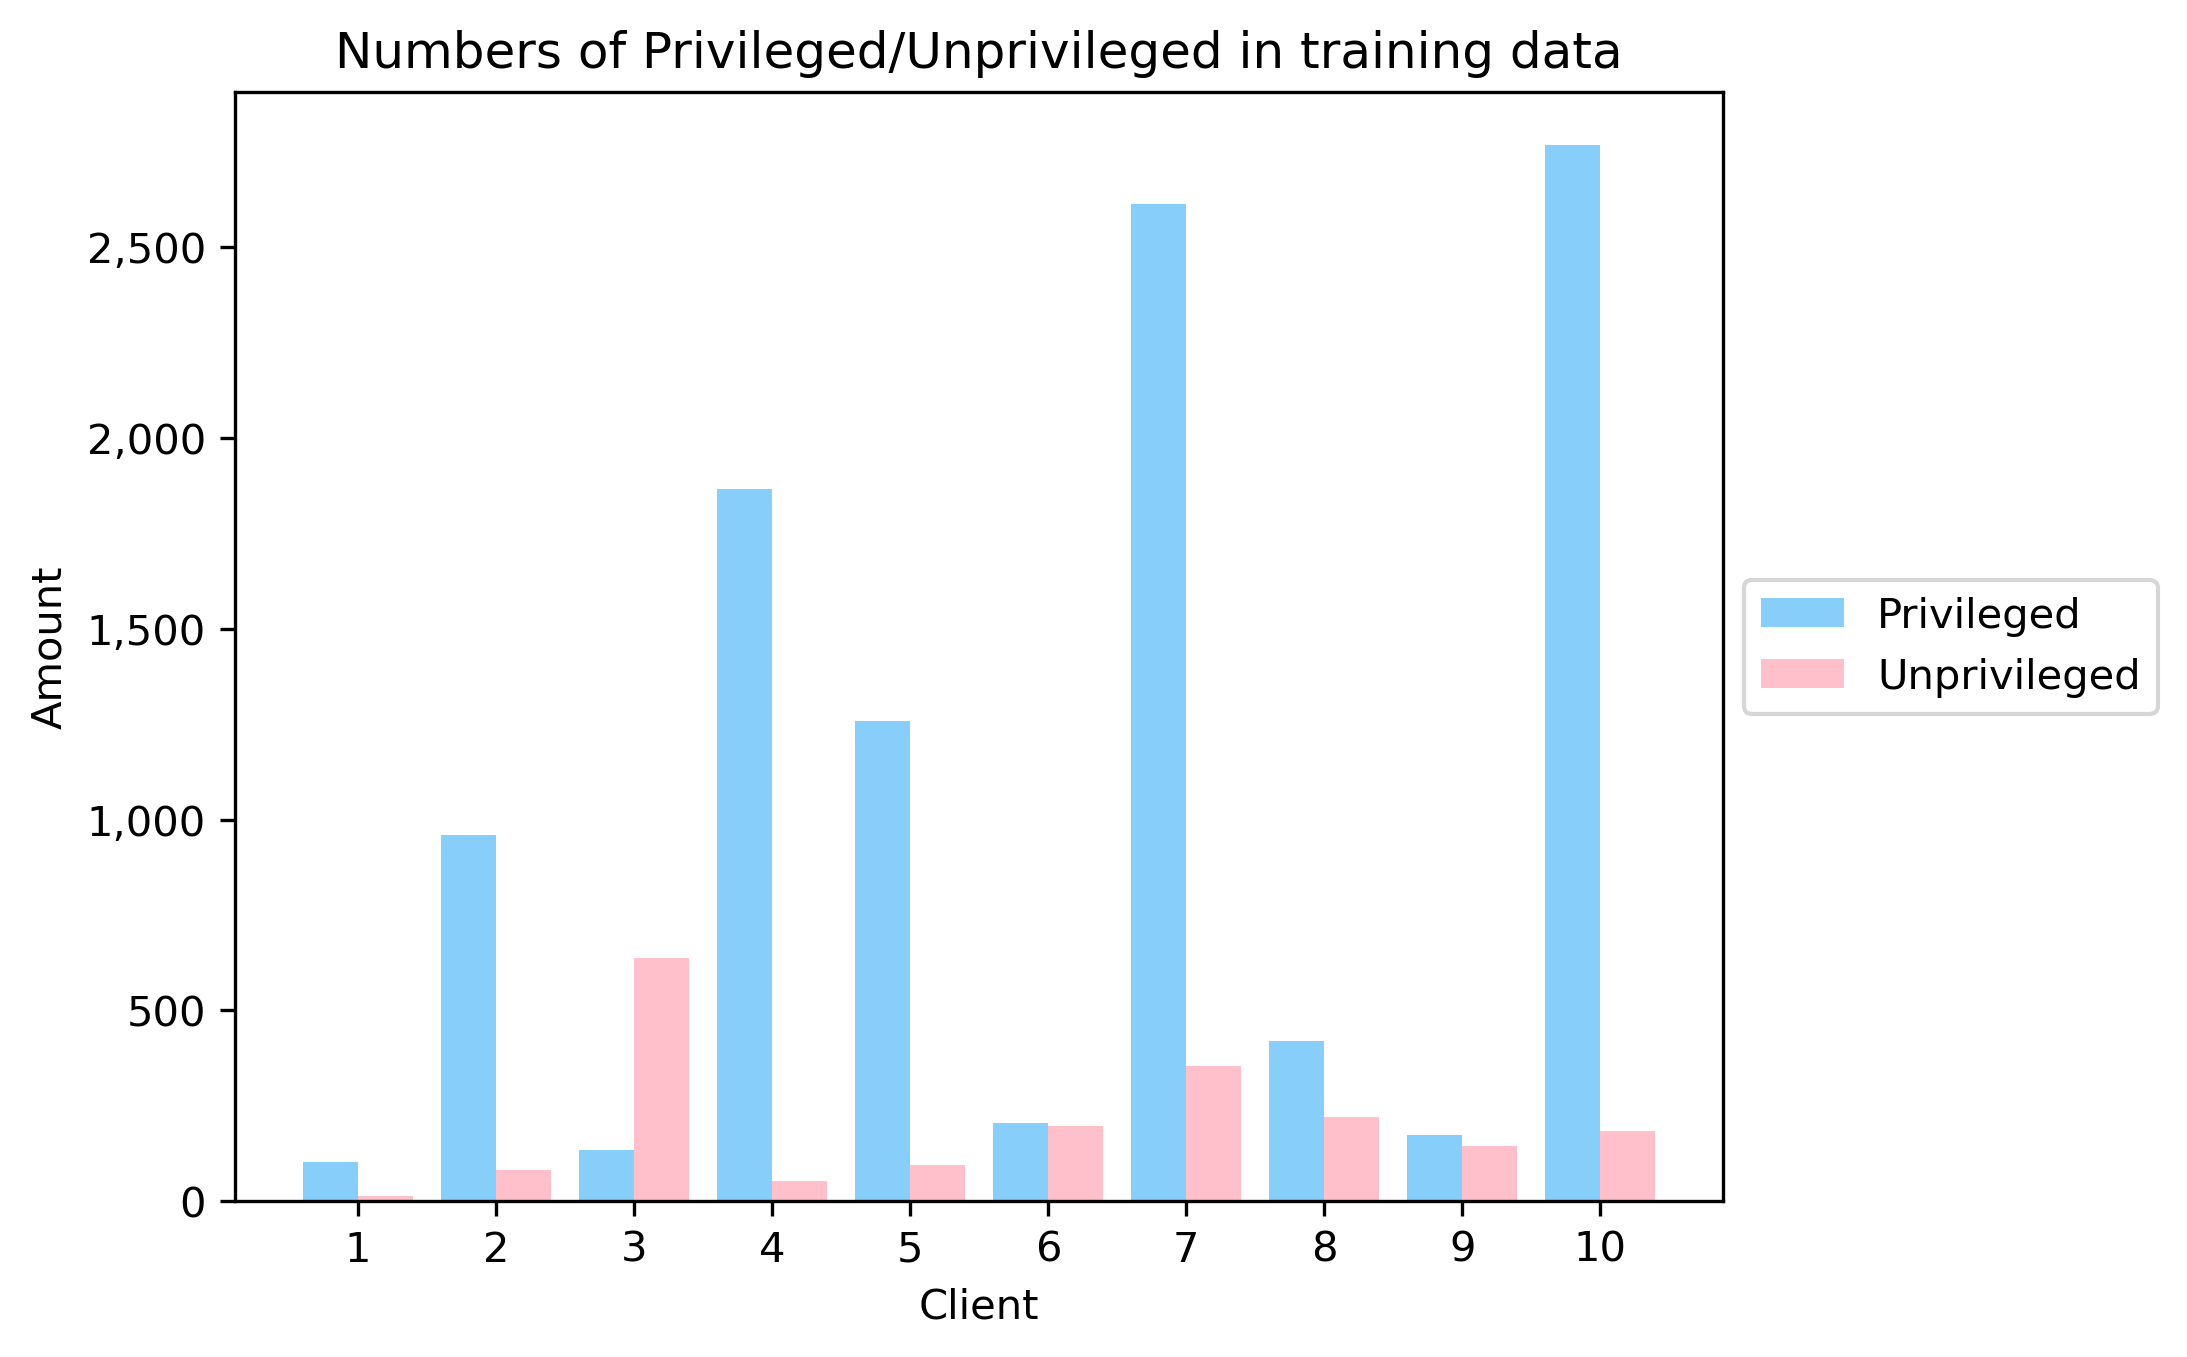 Numbers of Privileged/Unprivileged in training data
2,500
2,000
1,500
1,000
500
0
Amount
1 2 3 4 5 6 7 8 9 10
Client
Privileged
Unprivileged